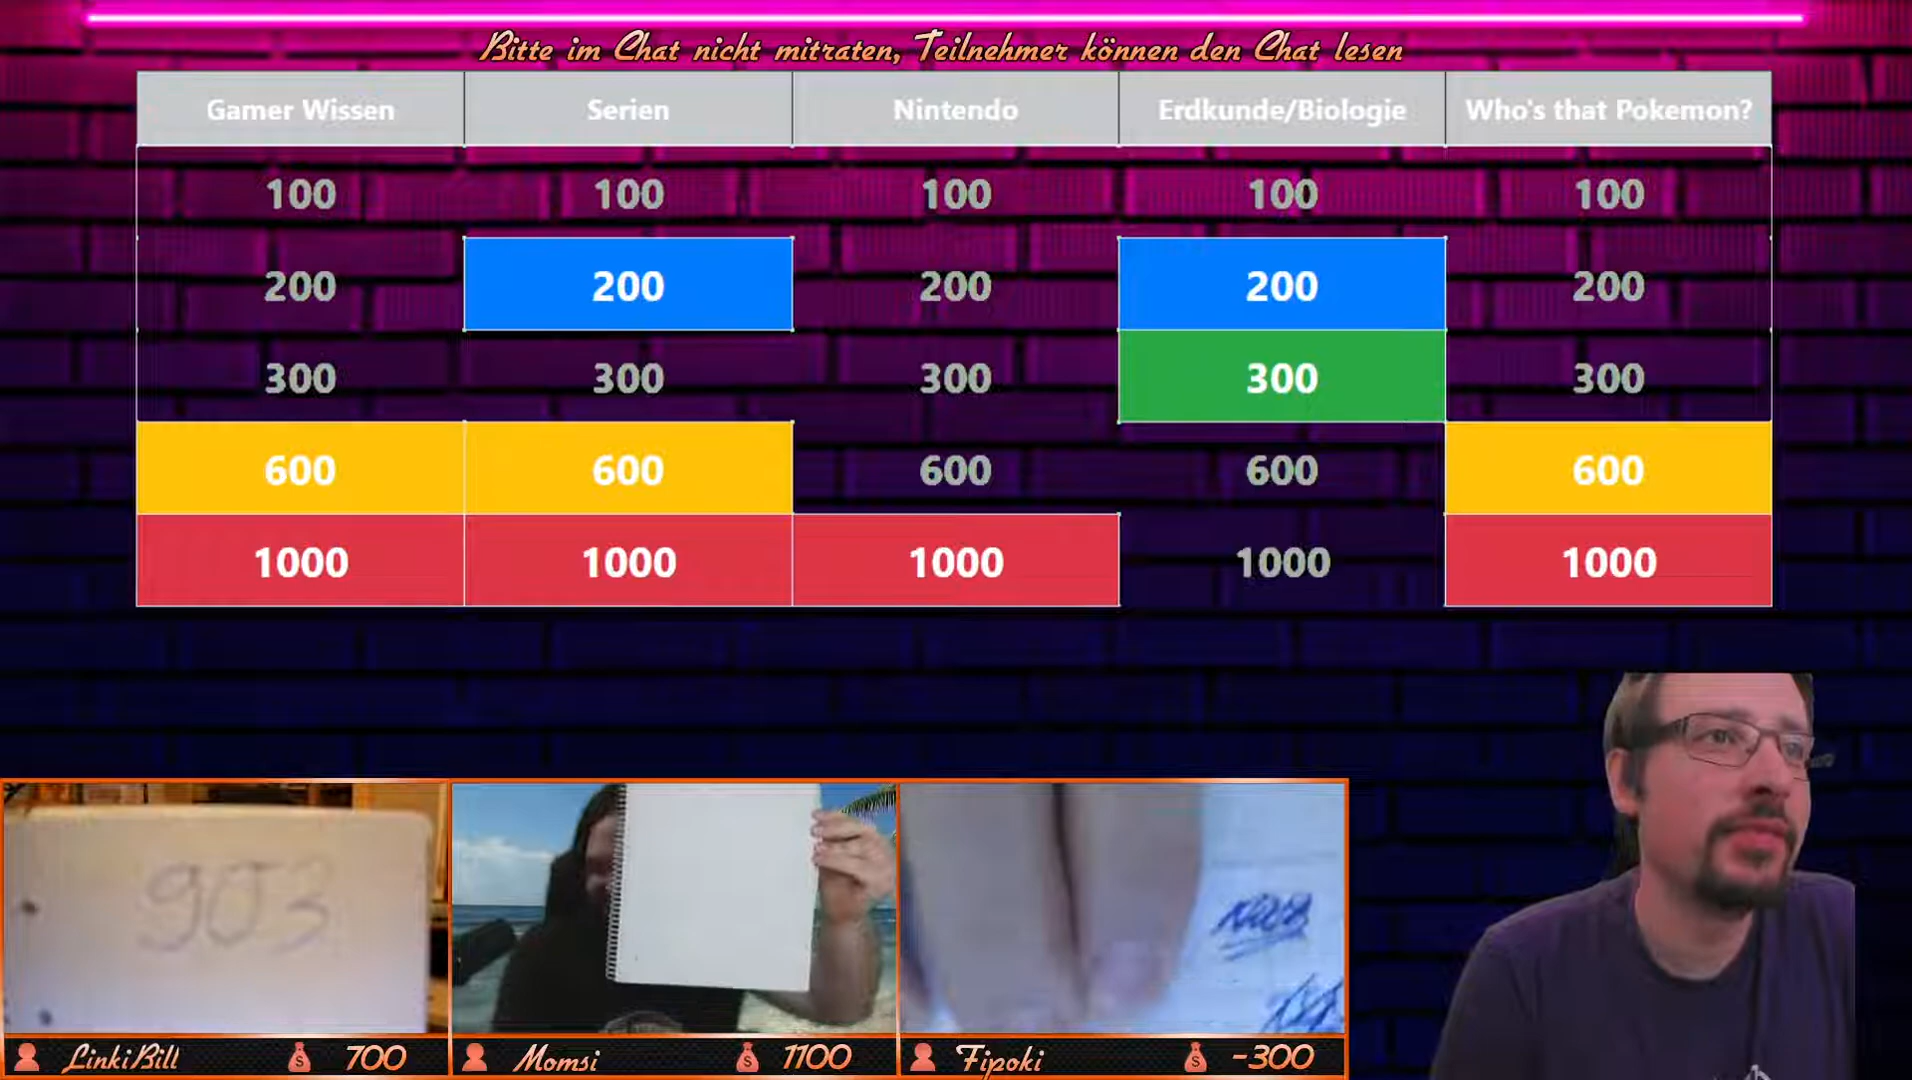 Bitte im Chat nicht mitraten, Teilnehmer können den Chat lesen
Gamer Wissen Serien Nintendo Erdkunde/Biologie Who's that Pokemon?
100 100 100 100 100
200 200 200 200 200
300 300 300 300 300
600 600 600 600 600
1000 1000 1000 1000 1000
903
LinkiBill 700 Momsi 1100 Fipoki -300